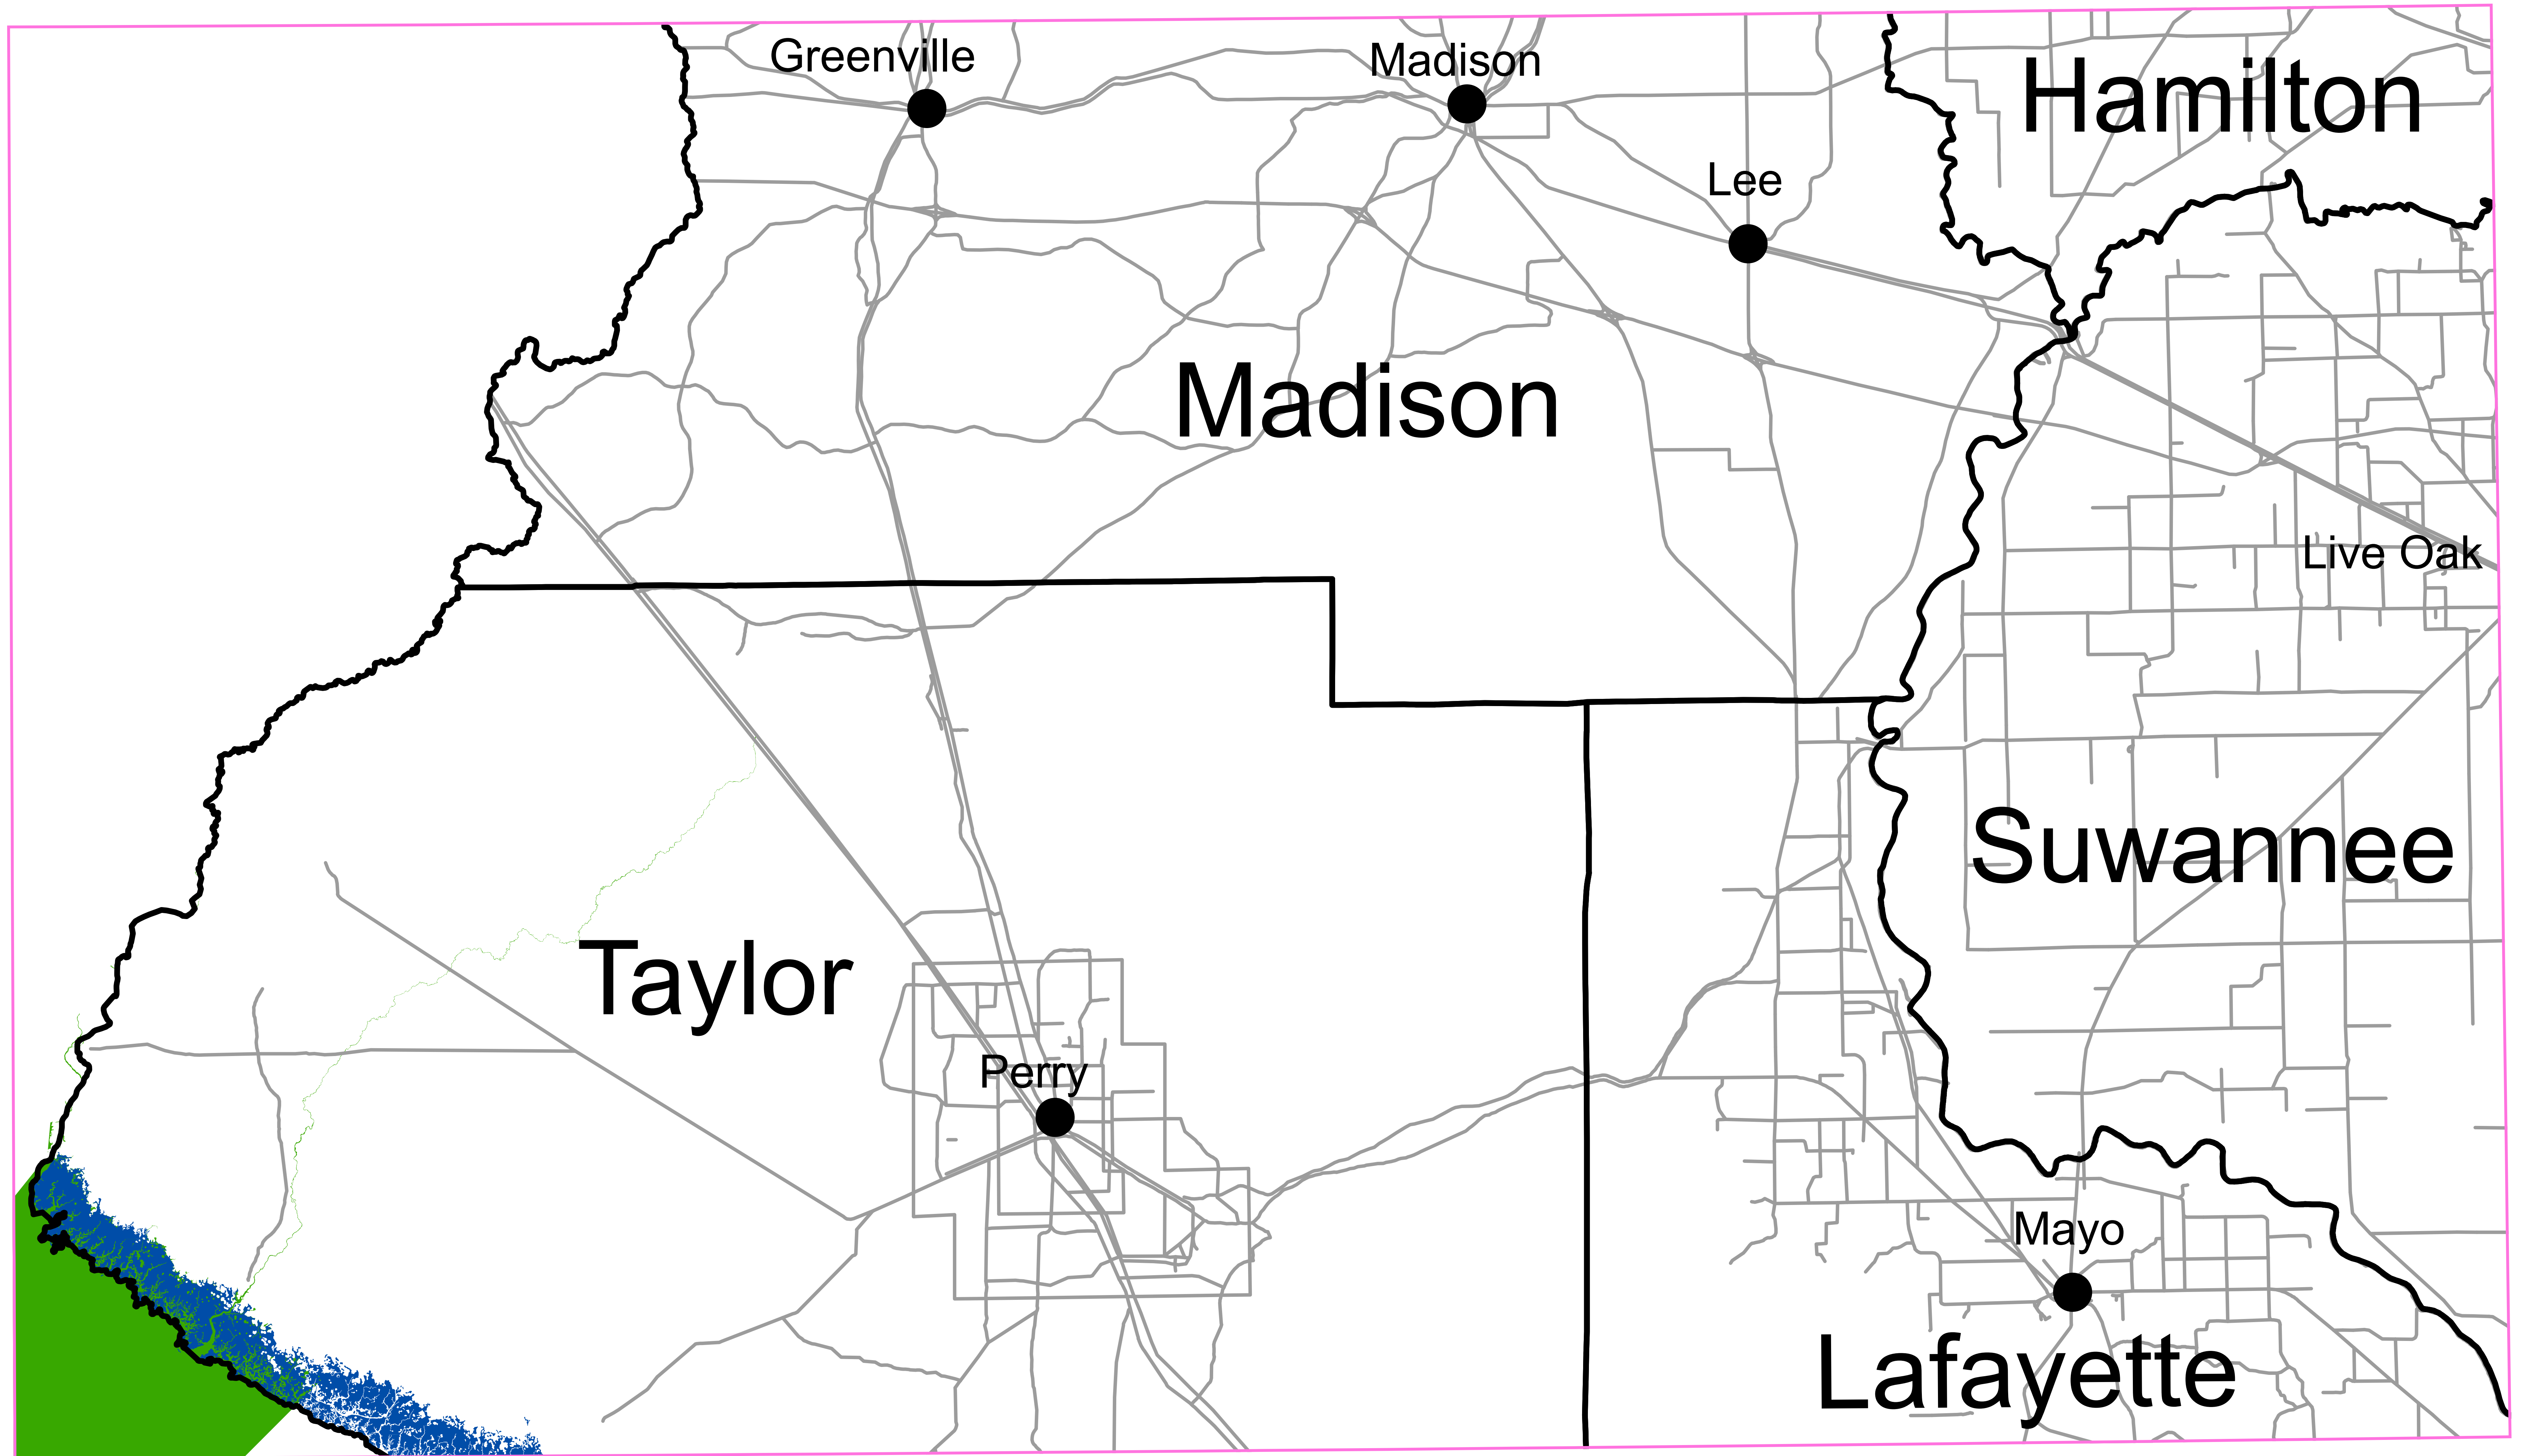 Greenville
Madison
Hamilton
Lee
Madison
Live Oak
Suwannee
Taylor
Perry
Mayo
Lafayette